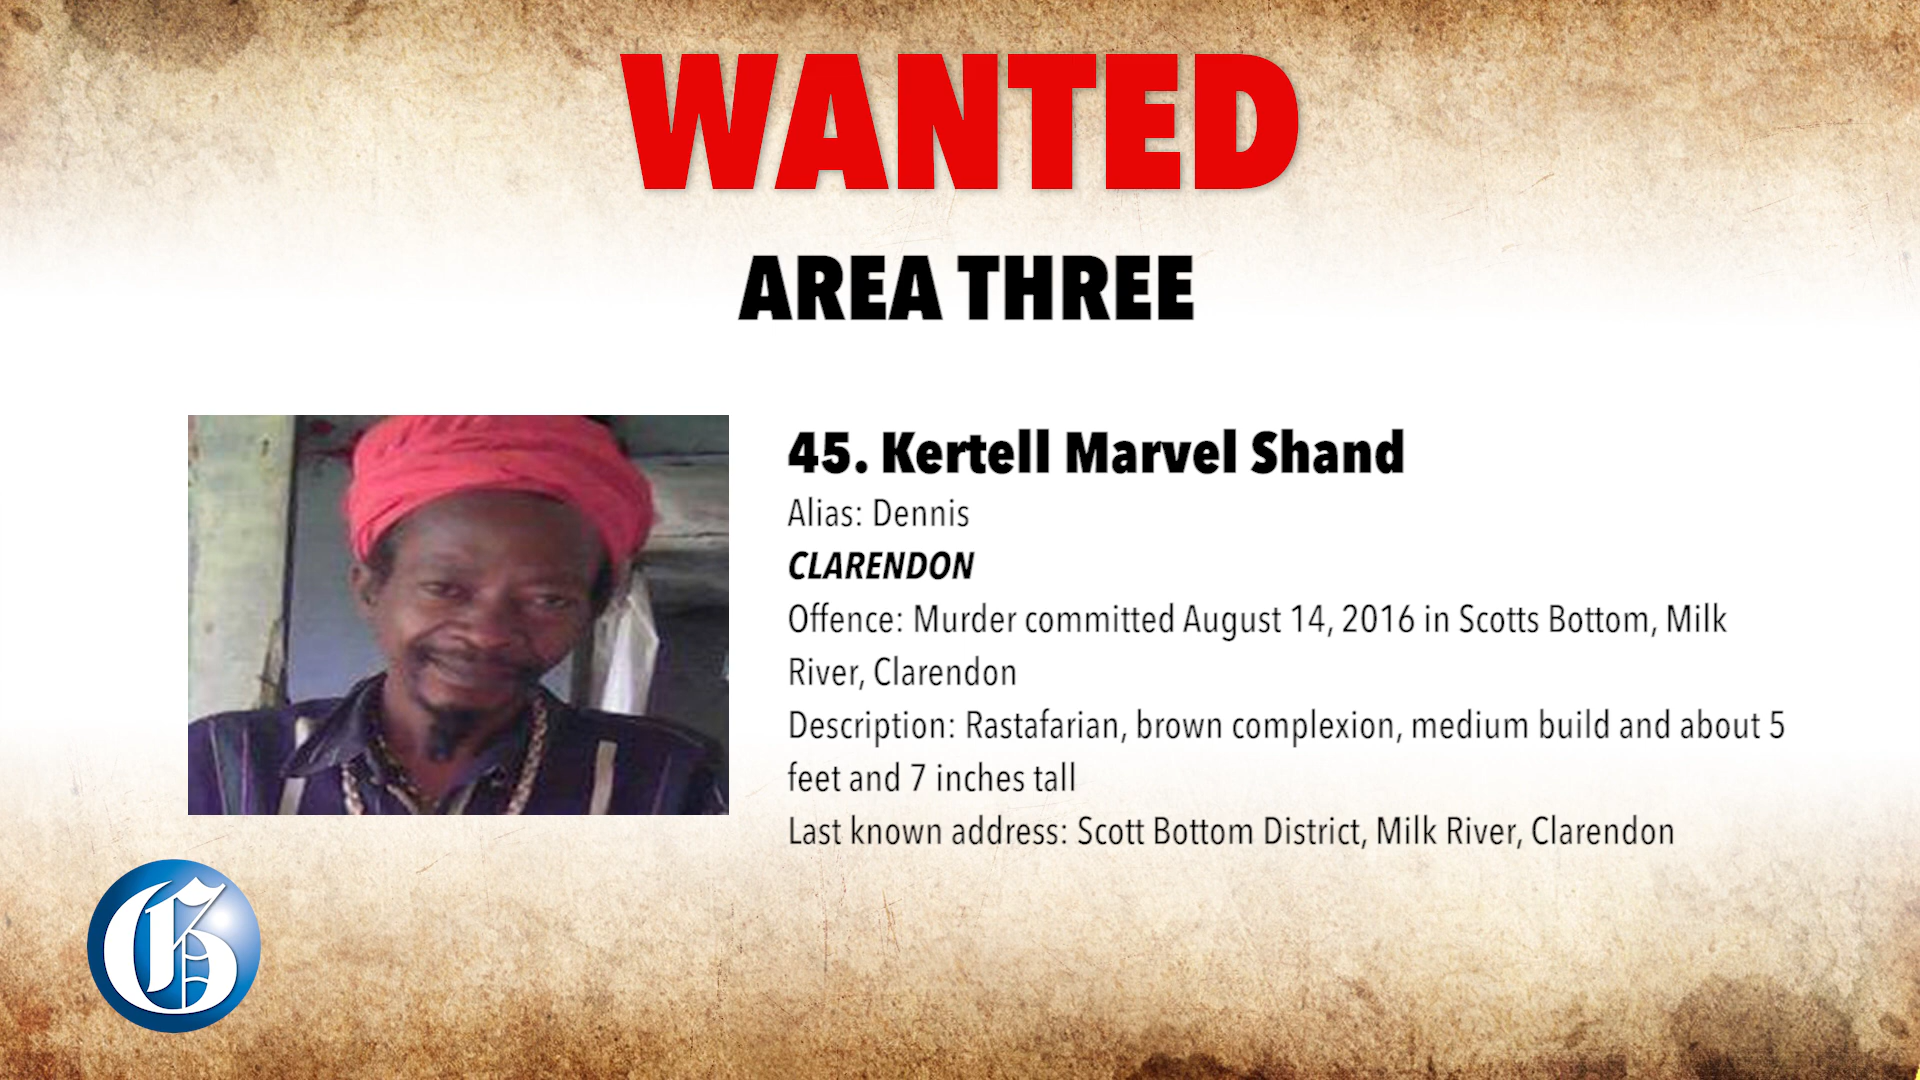 WANTED
AREA THREE
45. Kertell Marvel Shand
Alias: Dennis
CLARENDON
Offence: Murder committed August 14, 2016 in Scotts Bottom, Milk
River, Clarendon
Description: Rastafarian, brown complexion, medium build and about 5
feet and 7 inches tall
Last known address: Scott Bottom District, Milk River, Clarendon
G